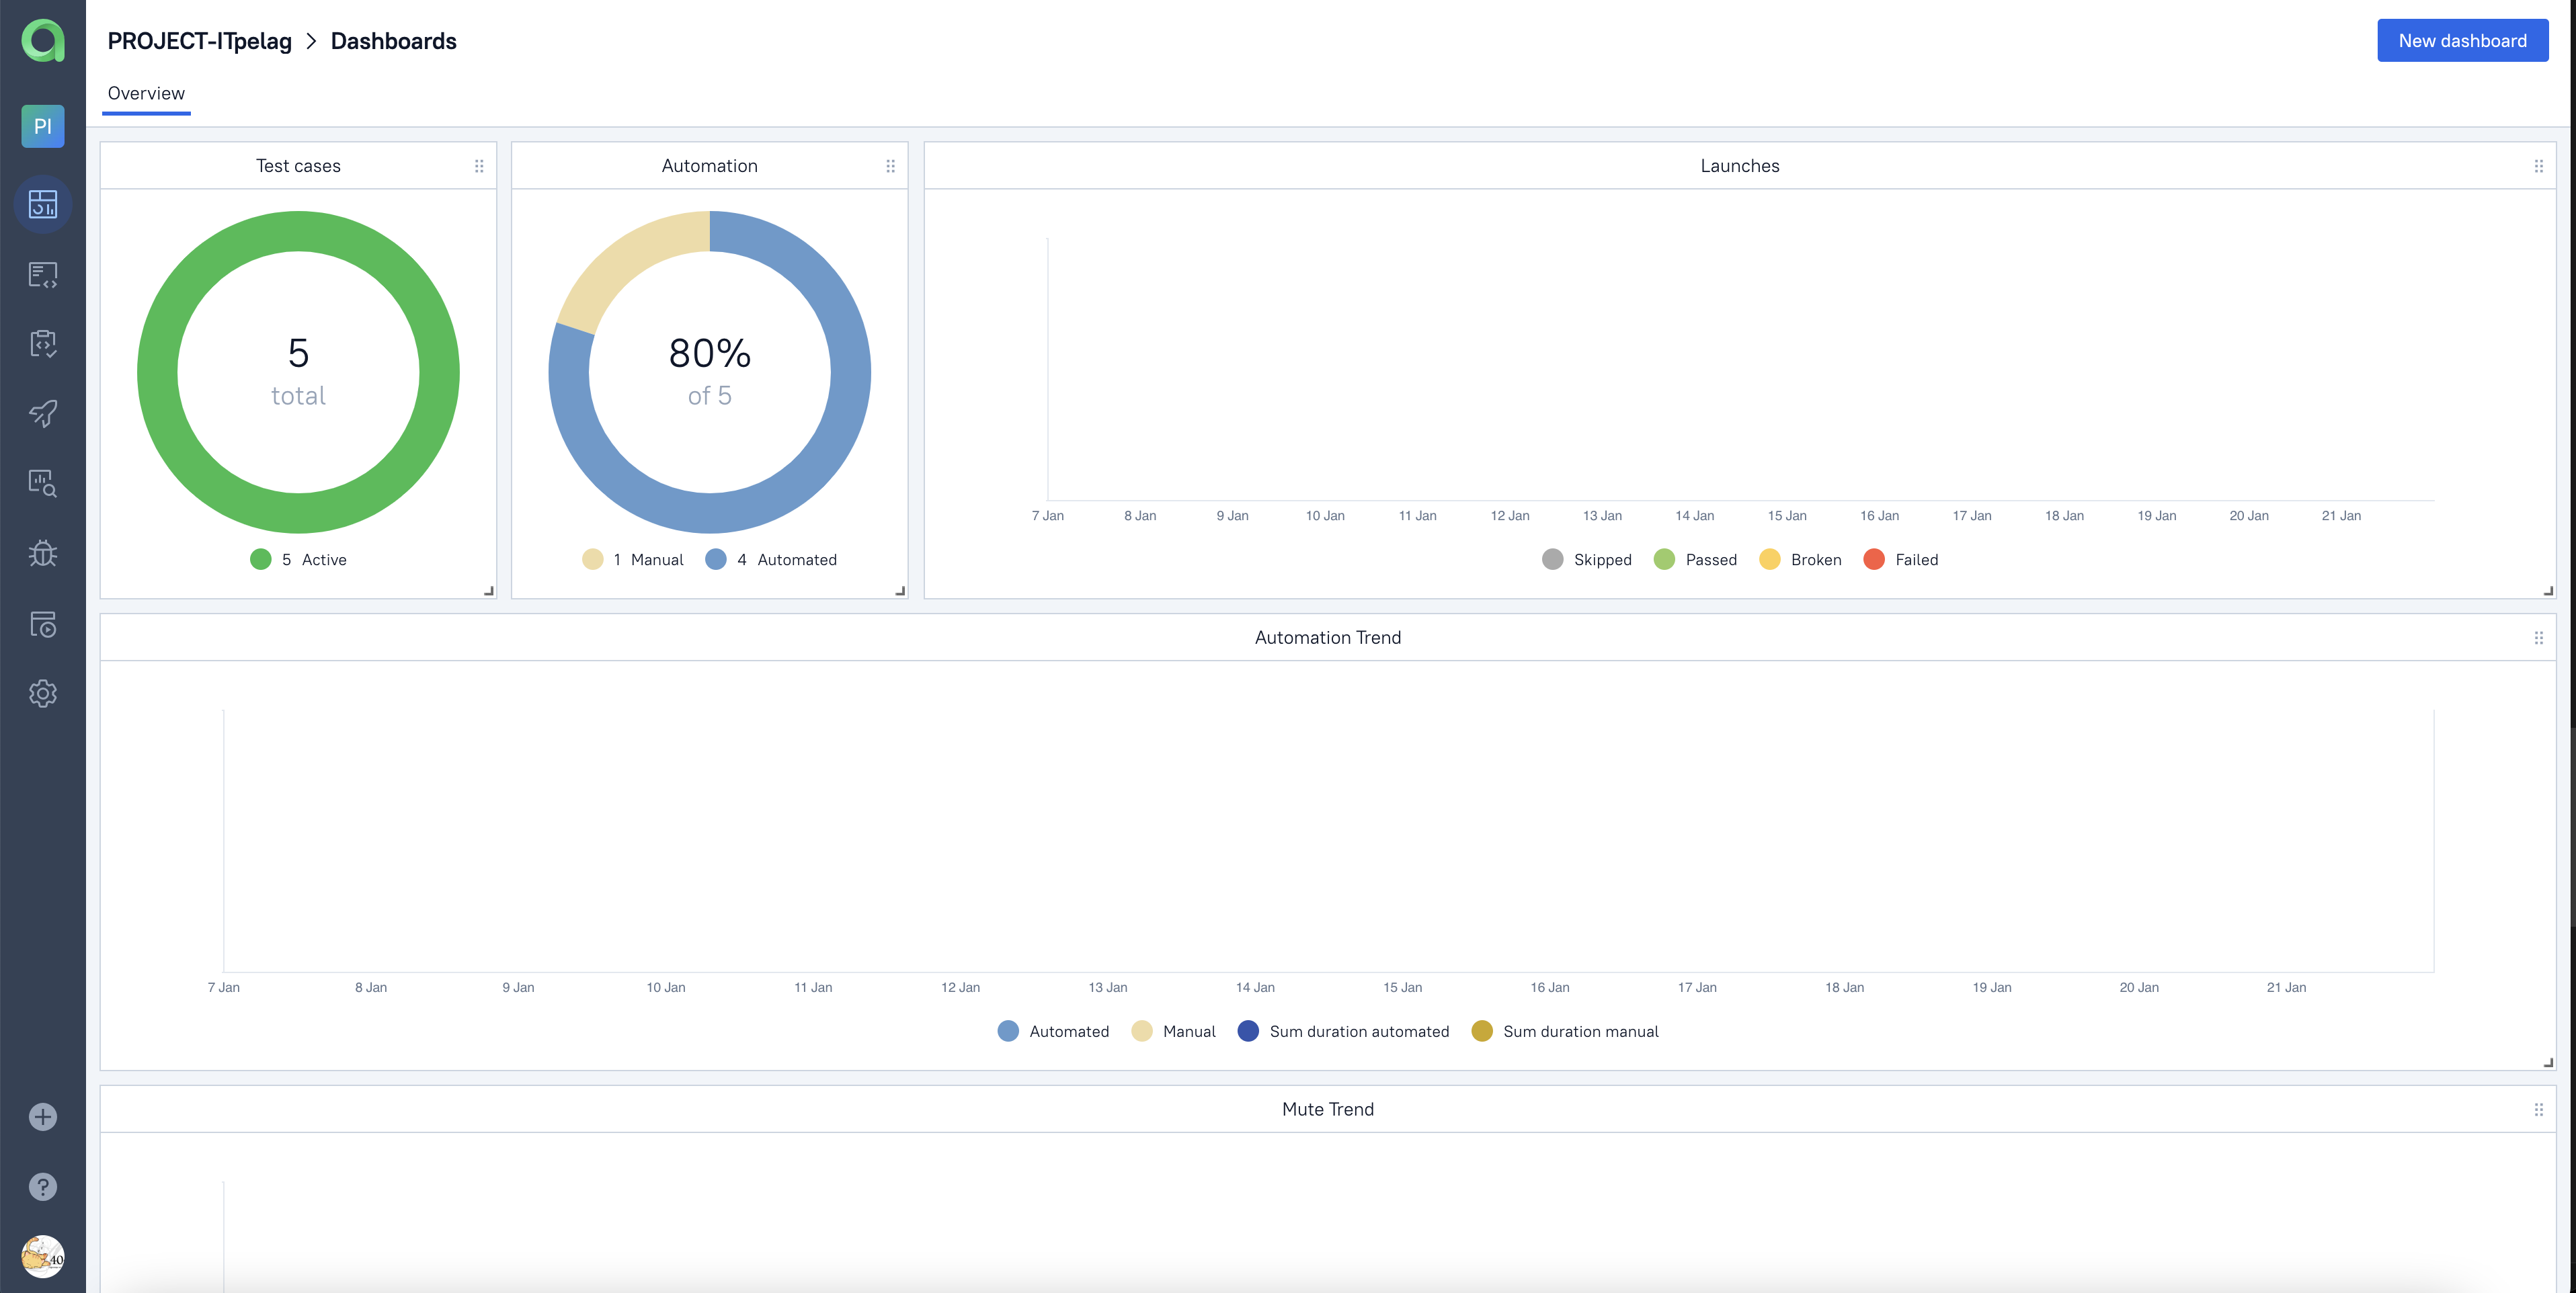 PROJECT-ITpelag > Dashboards
New dashboard
Overview
PI
Test cases
5
total
5 Active
Automation
80%
of 5
1 Manual 4 Automated
Launches
7 Jan 8 Jan 9 Jan 10 Jan 11 Jan 12 Jan 13 Jan 14 Jan 15 Jan 16 Jan 17 Jan 18 Jan 19 Jan 20 Jan 21 Jan
Skipped Passed Broken Failed
Automation Trend
7 Jan 8 Jan 9 Jan 10 Jan 11 Jan 12 Jan 13 Jan 14 Jan 15 Jan 16 Jan 17 Jan 18 Jan 19 Jan 20 Jan 21 Jan
Automated Manual Sum duration automated Sum duration manual
Mute Trend
?
40